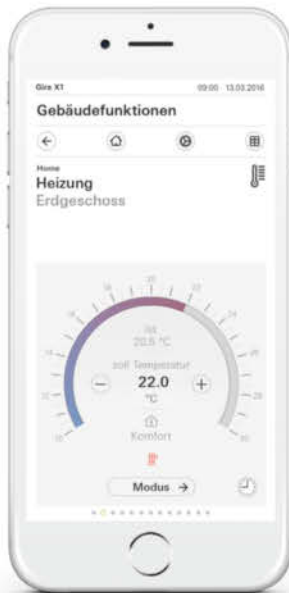 Gira X1 09:00 13.03.2016
Gebäudefunktionen
Home
Heizung
Erdgeschoss
20
Ist
20.5 °C
soll Temperatur
22.0
°C
Komfort
Modus →